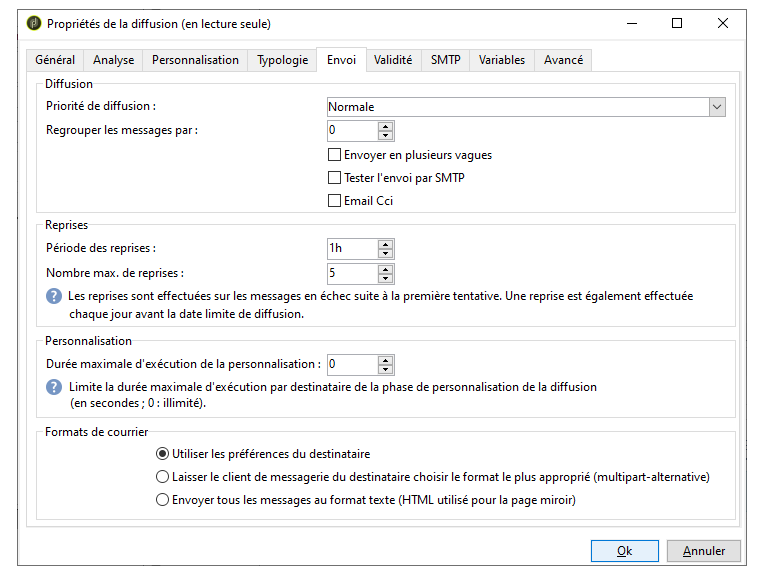 Propriétés de la diffusion (en lecture seule)
Général Analyse Personnalisation Typologie Envoi Validité SMTP Variables Avancé
Diffusion
Priorité de diffusion : Normale
Regrouper les messages par : 0
Envoyer en plusieurs vagues
Tester l'envoi par SMTP
Email Cci
Reprises
Période des reprises : 1h
Nombre max. de reprises : 5
? Les reprises sont effectuées sur les messages en échec suite à la première tentative. Une reprise est également effectuée
chaque jour avant la date limite de diffusion.
Personnalisation
Durée maximale d'exécution de la personnalisation : 0
? Limite la durée maximale d'exécution par destinataire de la phase de personnalisation de la diffusion
(en secondes ; 0 : illimité).
Formats de courrier
Utiliser les préférences du destinataire
Laisser le client de messagerie du destinataire choisir le format le plus approprié (multipart-alternative)
Envoyer tous les messages au format texte (HTML utilisé pour la page miroir)
Ok Annuler